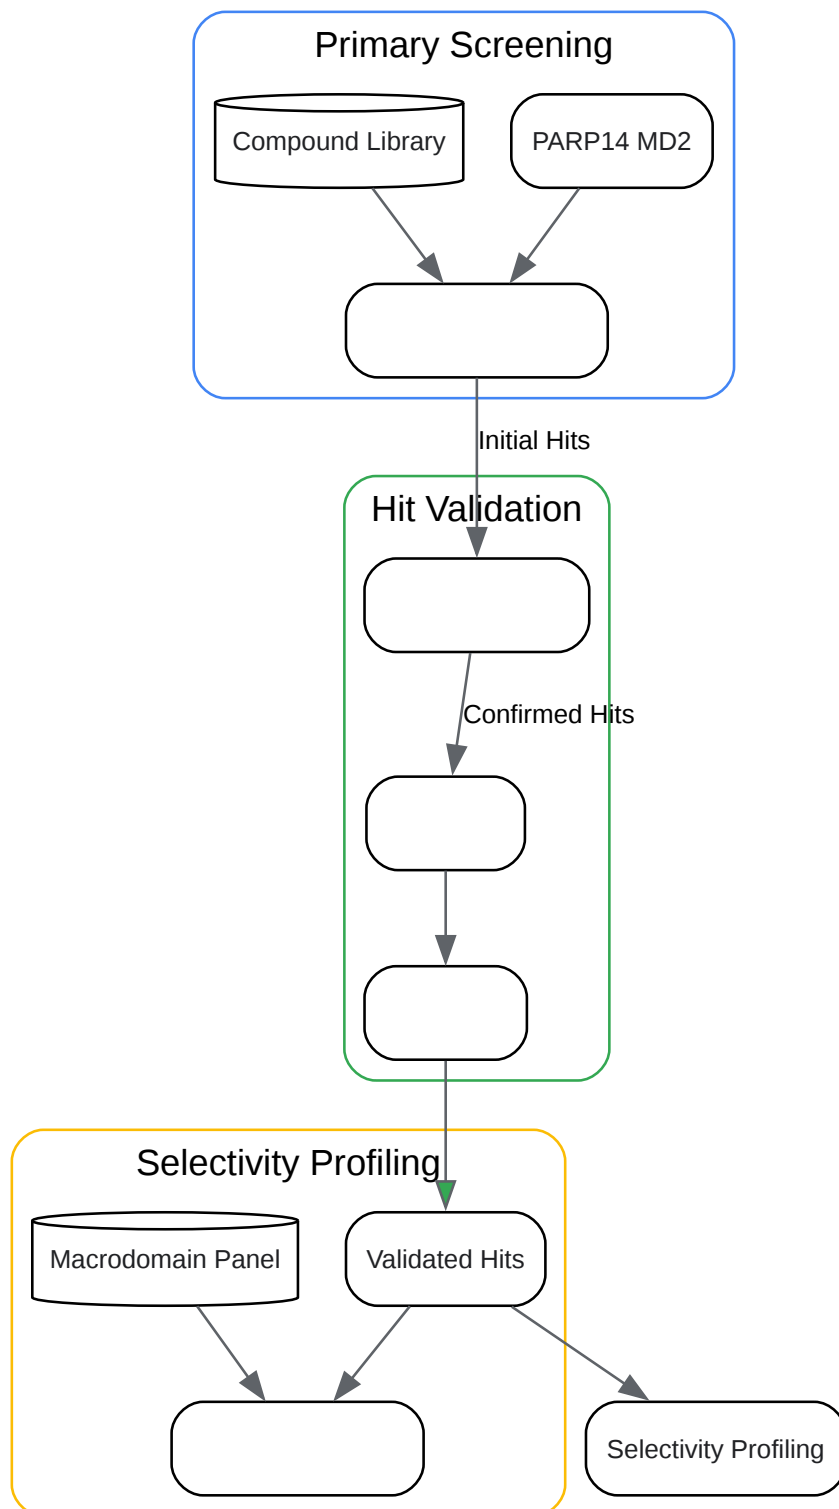 Primary Screening
Compound Library
PARP14 MD2
Initial Hits
Hit Validation
Confirmed Hits
Selectivity Profiling
Macrodomain Panel
Validated Hits
Selectivity Profiling